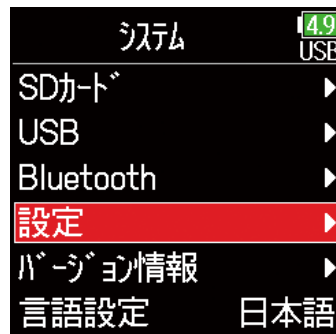 システム
4.9
USB
SDカード
USB
Bluetooth
設定
バージョン情報
言語設定 日本語